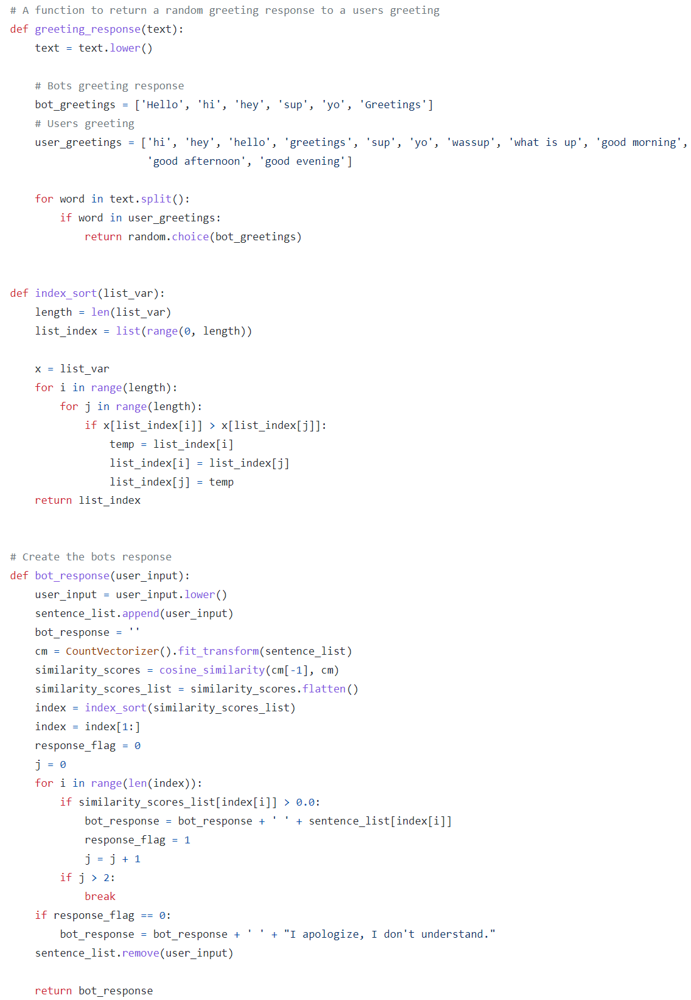 # A function to return a random greeting response to a users greeting
def greeting_response(text):
    text = text.lower()

    # Bots greeting response
    bot_greetings = ['Hello', 'hi', 'hey', 'sup', 'yo', 'Greetings']
    # Users greeting
    user_greetings = ['hi', 'hey', 'hello', 'greetings', 'sup', 'yo', 'wassup', 'what is up', 'good morning',
                      'good afternoon', 'good evening']

    for word in text.split():
        if word in user_greetings:
            return random.choice(bot_greetings)


def index_sort(list_var):
    length = len(list_var)
    list_index = list(range(0, length))

    x = list_var
    for i in range(length):
        for j in range(length):
            if x[list_index[i]] > x[list_index[j]]:
                temp = list_index[i]
                list_index[i] = list_index[j]
                list_index[j] = temp
    return list_index


# Create the bots response
def bot_response(user_input):
    user_input = user_input.lower()
    sentence_list.append(user_input)
    bot_response = ''
    cm = CountVectorizer().fit_transform(sentence_list)
    similarity_scores = cosine_similarity(cm[-1], cm)
    similarity_scores_list = similarity_scores.flatten()
    index = index_sort(similarity_scores_list)
    index = index[1:]
    response_flag = 0
    j = 0
    for i in range(len(index)):
        if similarity_scores_list[index[i]] > 0.0:
            bot_response = bot_response + ' ' + sentence_list[index[i]]
            response_flag = 1
            j = j + 1
        if j > 2:
            break
    if response_flag == 0:
        bot_response = bot_response + ' ' + "I apologize, I don't understand."
    sentence_list.remove(user_input)

    return bot_response